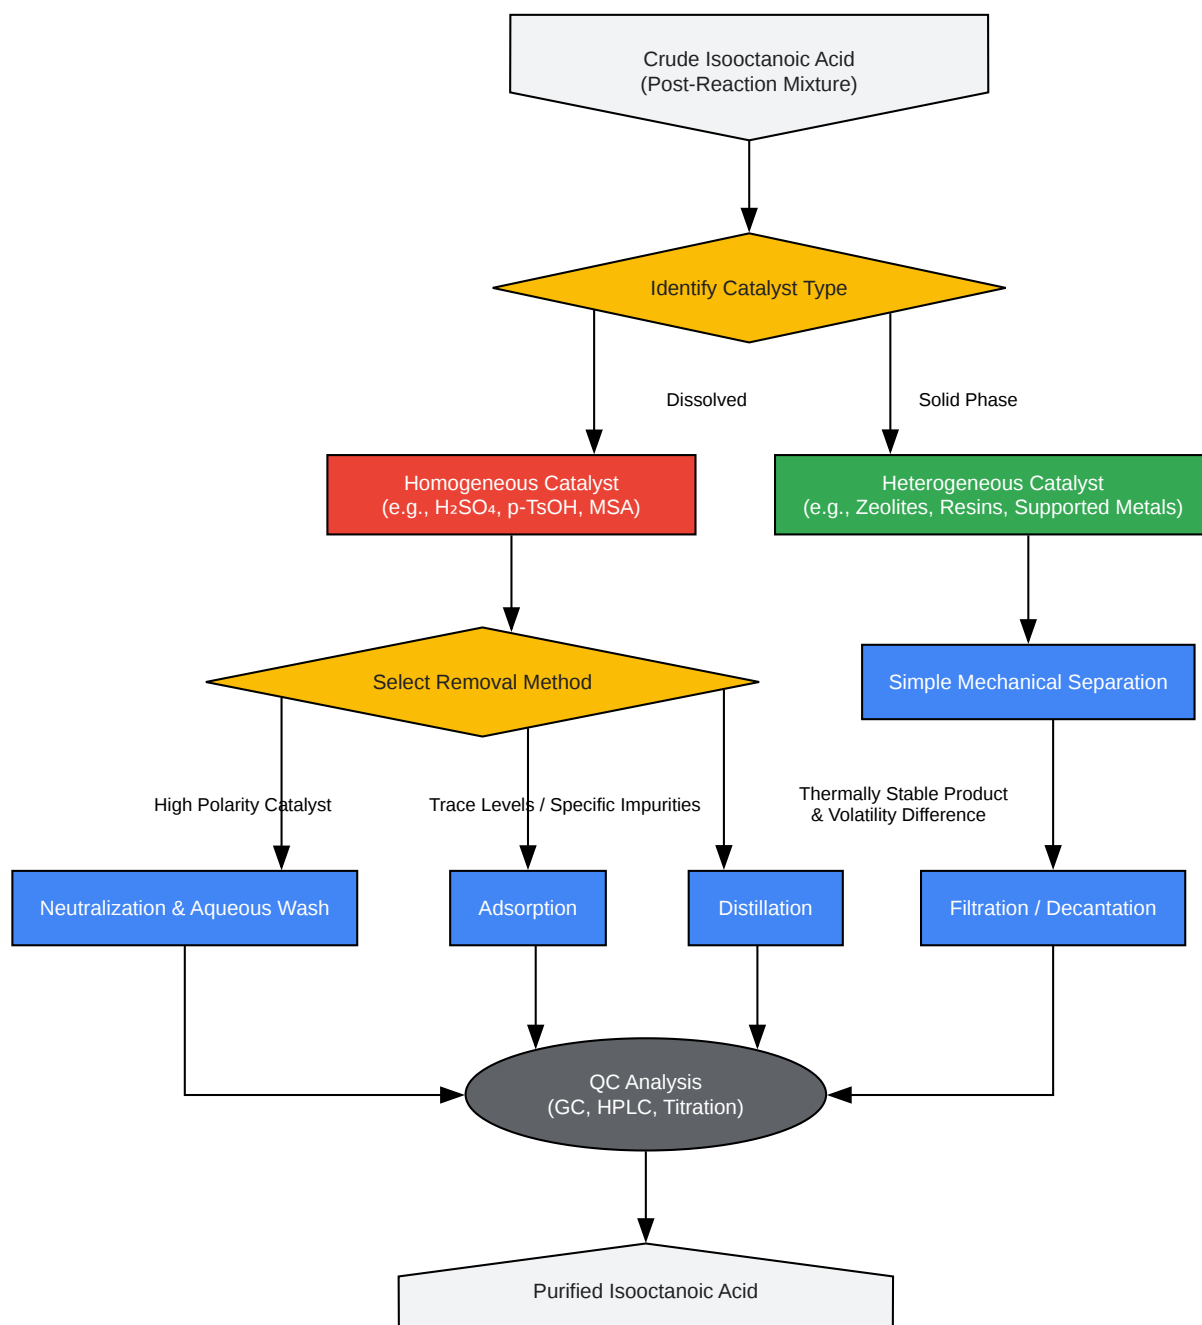 Crude Isooctanoic Acid
(Post-Reaction Mixture)
Identify Catalyst Type
Dissolved
Solid Phase
Homogeneous Catalyst
(e.g., H₂SO₄, p-TsOH, MSA)
Heterogeneous Catalyst
(e.g., Zeolites, Resins, Supported Metals)
Select Removal Method
Simple Mechanical Separation
High Polarity Catalyst
Trace Levels / Specific Impurities
Thermally Stable Product
& Volatility Difference
Neutralization & Aqueous Wash
Adsorption
Distillation
Filtration / Decantation
QC Analysis
(GC, HPLC, Titration)
Purified Isooctanoic Acid